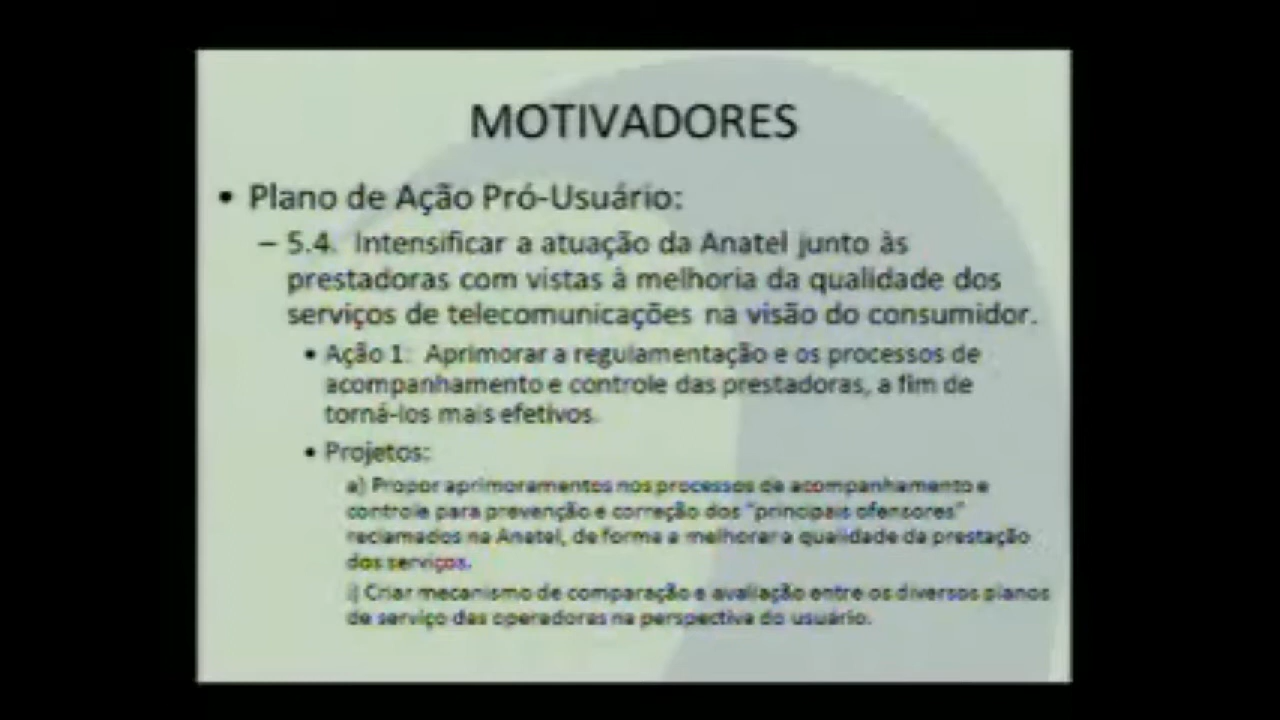 MOTIVADORES
• Plano de Ação Pró-Usuário:
– 5.4. Intensificar a atuação da Anatel junto às
prestadoras com vistas à melhoria da qualidade dos
serviços de telecomunicações na visão do consumidor.
• Ação 1: Aprimorar a regulamentação e os processos de
acompanhamento e controle das prestadoras, a fim de
torná-los mais efetivos.
• Projetos:
a) Propor aprimoramentos nos processos de acompanhamento e
controle para prevenção e correção dos "principais ofensores"
reclamados na Anatel, de forma a melhorar a qualidade da prestação
dos serviços.
i) Criar mecanismo de comparação e avaliação entre os diversos planos
de serviço das operadoras na perspectiva do usuário.